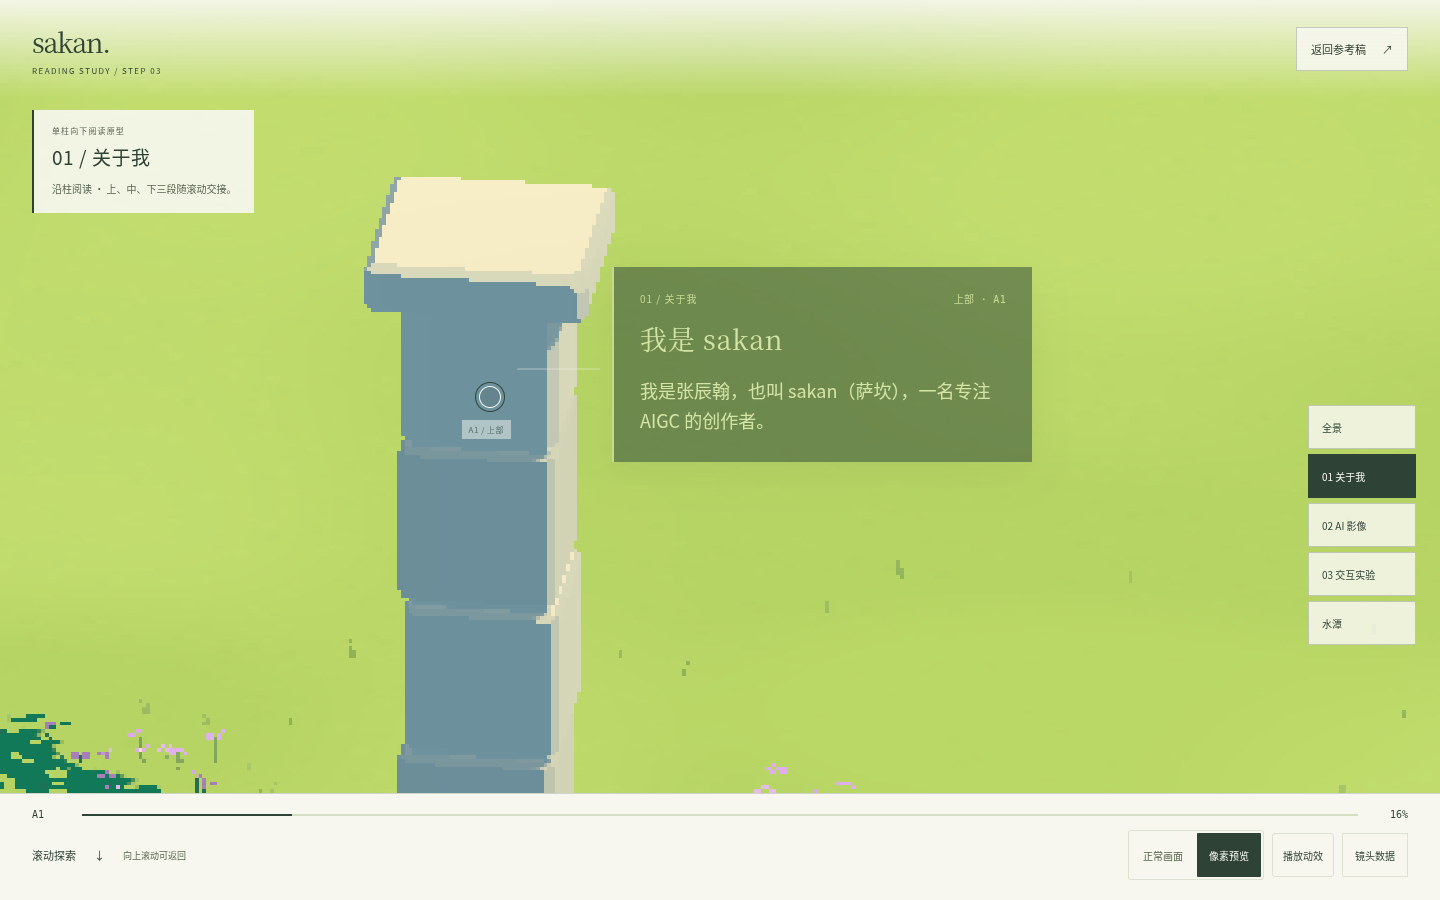 sakan.
READING STUDY / STEP 03
返回参考稿 ↗
单柱向下阅读原型
01 / 关于我
沿柱阅读 · 上、中、下三段随滚动交接。
01 / 关于我
上部 · A1
我是 sakan
我是张辰翰，也叫 sakan（萨坎），一名专注
AIGC 的创作者。
A1 / 上部
全景
01 关于我
02 AI 影像
03 交互实验
水潭
A1
16%
滚动探索 ↓ 向上滚动可返回
正常画面
像素预览
播放动效
镜头数据